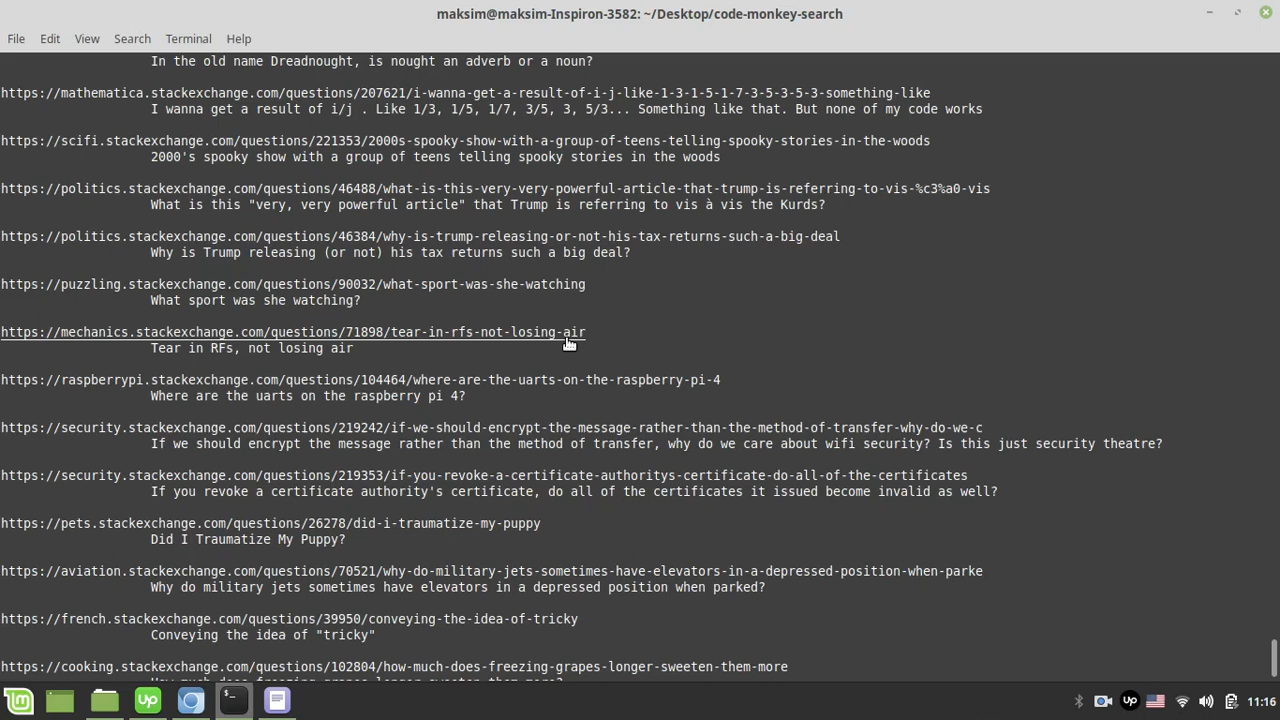 maksim@maksim-Inspiron-3582: ~/Desktop/code-monkey-search
File Edit View Search Terminal Help
In the old name Dreadnought, is nought an adverb or a noun?
https://mathematica.stackexchange.com/questions/207621/i-wanna-get-a-result-of-i-j-like-1-3-1-5-1-7-3-5-3-5-3-something-like
I wanna get a result of i/j . Like 1/3, 1/5, 1/7, 3/5, 3, 5/3... Something like that. But none of my code works
https://scifi.stackexchange.com/questions/221353/2000s-spooky-show-with-a-group-of-teens-telling-spooky-stories-in-the-woods
2000's spooky show with a group of teens telling spooky stories in the woods
https://politics.stackexchange.com/questions/46488/what-is-this-very-very-powerful-article-that-trump-is-referring-to-vis-%c3%a0-vis
What is this "very, very powerful article" that Trump is referring to vis à vis the Kurds?
https://politics.stackexchange.com/questions/46384/why-is-trump-releasing-or-not-his-tax-returns-such-a-big-deal
Why is Trump releasing (or not) his tax returns such a big deal?
https://puzzling.stackexchange.com/questions/90032/what-sport-was-she-watching
What sport was she watching?
https://mechanics.stackexchange.com/questions/71898/tear-in-rfs-not-losing-air
Tear in RFs, not losing air
https://raspberrypi.stackexchange.com/questions/104464/where-are-the-uarts-on-the-raspberry-pi-4
Where are the uarts on the raspberry pi 4?
https://security.stackexchange.com/questions/219242/if-we-should-encrypt-the-message-rather-than-the-method-of-transfer-why-do-we-c
If we should encrypt the message rather than the method of transfer, why do we care about wifi security? Is this just security theatre?
https://security.stackexchange.com/questions/219353/if-you-revoke-a-certificate-authoritys-certificate-do-all-of-the-certificates
If you revoke a certificate authority's certificate, do all of the certificates it issued become invalid as well?
https://pets.stackexchange.com/questions/26278/did-i-traumatize-my-puppy
Did I Traumatize My Puppy?
https://aviation.stackexchange.com/questions/70521/why-do-military-jets-sometimes-have-elevators-in-a-depressed-position-when-parke
Why do military jets sometimes have elevators in a depressed position when parked?
https://french.stackexchange.com/questions/39950/conveying-the-idea-of-tricky
Conveying the idea of "tricky"
https://cooking.stackexchange.com/questions/102804/how-much-does-freezing-grapes-longer-sweeten-them-more
How much does freezing grapes longer sweeten them more?
up up 11:16